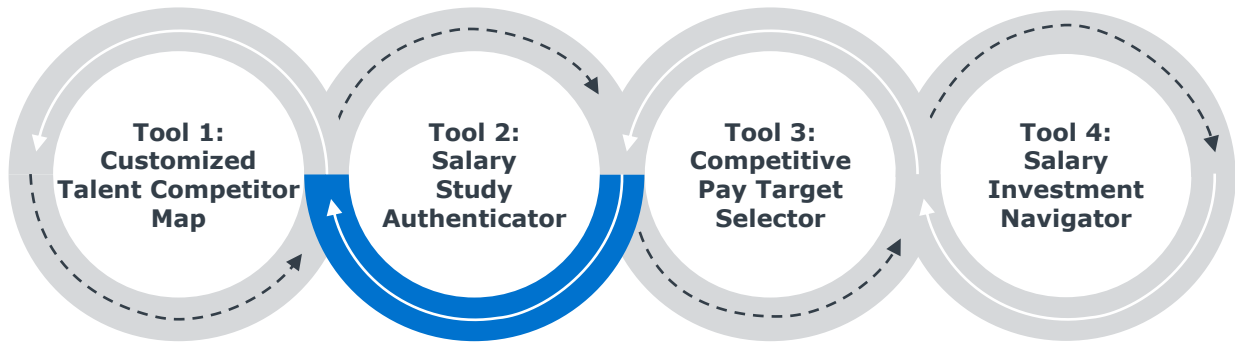 Tool 1:
Customized
Talent Competitor
Map
Tool 2:
Salary
Study
Authenticator
Tool 3:
Competitive
Pay Target
Selector
Tool 4:
Salary
Investment
Navigator